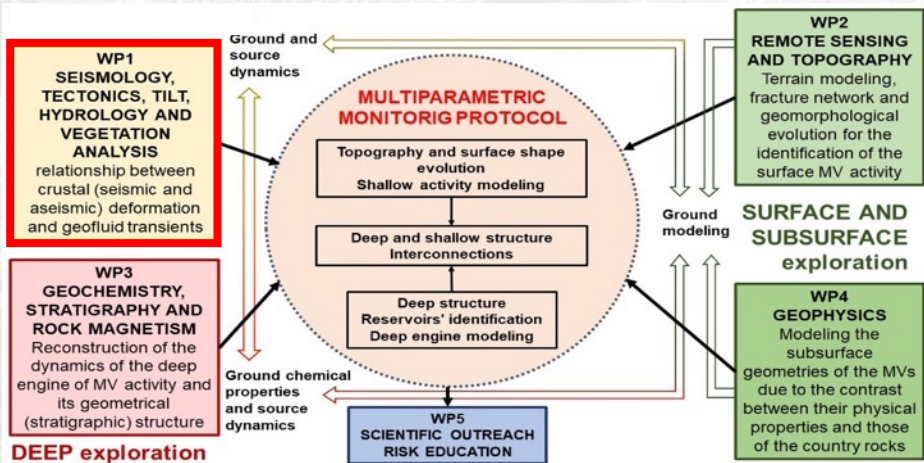 WP1
SEISMOLOGY,
TECTONICS, TILT,
HYDROLOGY AND
VEGETATION
ANALYSIS
relationship between
crustal (seismic and
aseismic) deformation
and geofluid transients
Ground and
source
dynamics
MULTIPARAMETRIC
MONITORIG PROTOCOL
Topography and surface shape
evolution
Shallow activity modeling
Deep and shallow structure
Interconnections
Deep structure
Reservoirs' identification
Deep engine modeling
WP2
REMOTE SENSING
AND TOPOGRAPHY
Terrain modeling,
fracture network and
geomorphological
evolution for the
identification of the
surface MV activity
Ground
modeling
SURFACE AND
SUBSURFACE
exploration
WP3
GEOCHEMISTRY,
STRATIGRAPHY AND
ROCK MAGNETISM
Reconstruction of the
dynamics of the deep
engine of MV activity and
its geometrical
(stratigraphic) structure
DEEP exploration
Ground chemical
properties
and source
dynamics
WP5
SCIENTIFIC OUTREACH
RISK EDUCATION
WP4
GEOPHYSICS
Modeling the
subsurface
geometries of the MVs
due to the contrast
between their physical
properties and those
of the country rocks